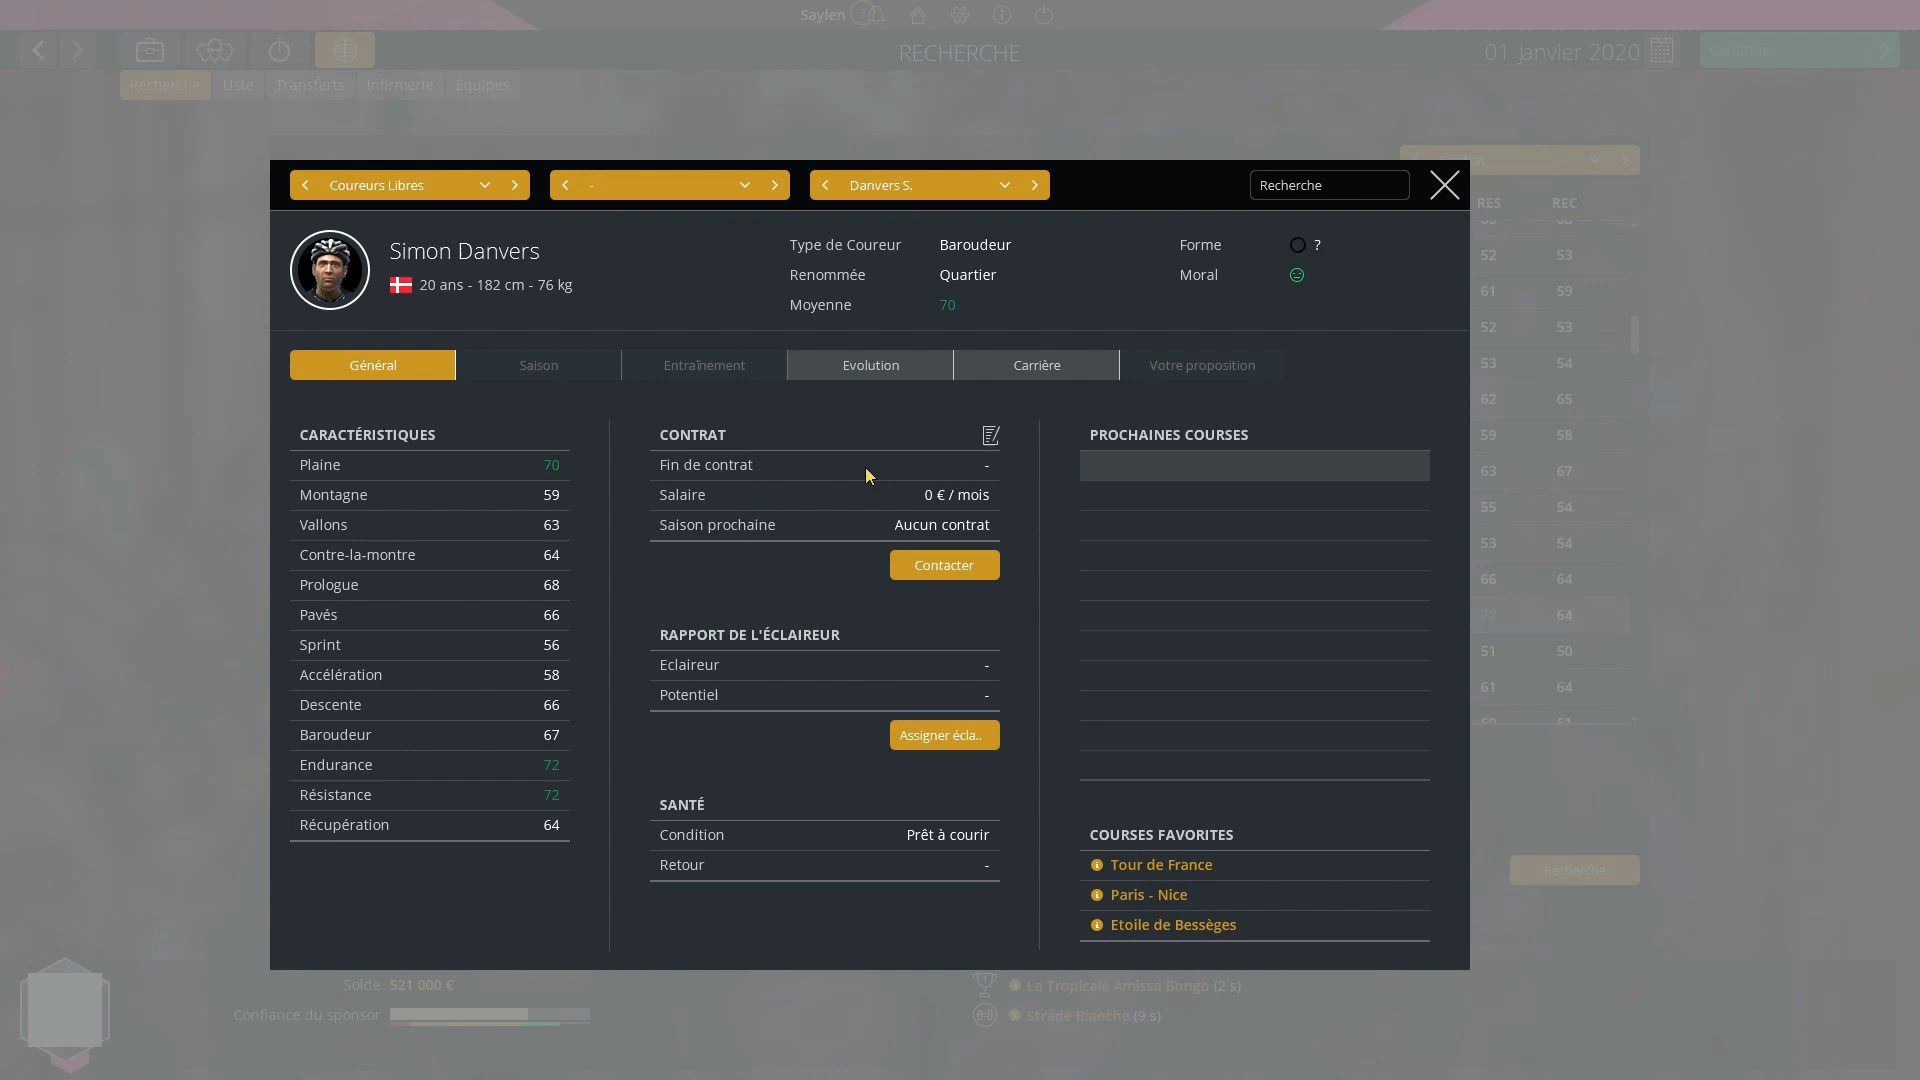 Saylen 2
RECHERCHE
01 Janvier 2020
Recherche Liste Transferts Infirmerie Équipes
Coureurs Libres - Danvers S. Recherche
RES REC
Simon Danvers
20 ans - 182 cm - 76 kg
Type de Coureur Baroudeur
Renommée Quartier
Moyenne 70
Forme ?
Moral
Général Saison Entraînement Evolution Carrière Votre proposition
CARACTÉRISTIQUES
Plaine 70
Montagne 59
Vallons 63
Contre-la-montre 64
Prologue 68
Pavés 66
Sprint 56
Accélération 58
Descente 66
Baroudeur 67
Endurance 72
Résistance 72
Récupération 64
CONTRAT
Fin de contrat -
Salaire 0 € / mois
Saison prochaine Aucun contrat
Contacter
RAPPORT DE L'ÉCLAIREUR
Eclaireur -
Potentiel -
Assigner écla..
SANTÉ
Condition Prêt à courir
Retour -
PROCHAINES COURSES
COURSES FAVORITES
Tour de France
Paris - Nice
Etoile de Bessèges
52 53
61 59
52 53
53 54
62 65
59 58
63 67
55 54
53 54
66 64
72 64
51 50
61 64
60 61
Recherche
Solde 521 000 €
Confiance du sponsor
La Tropicale Amissa Bongo (2 s)
Strade Bianche (9 s)